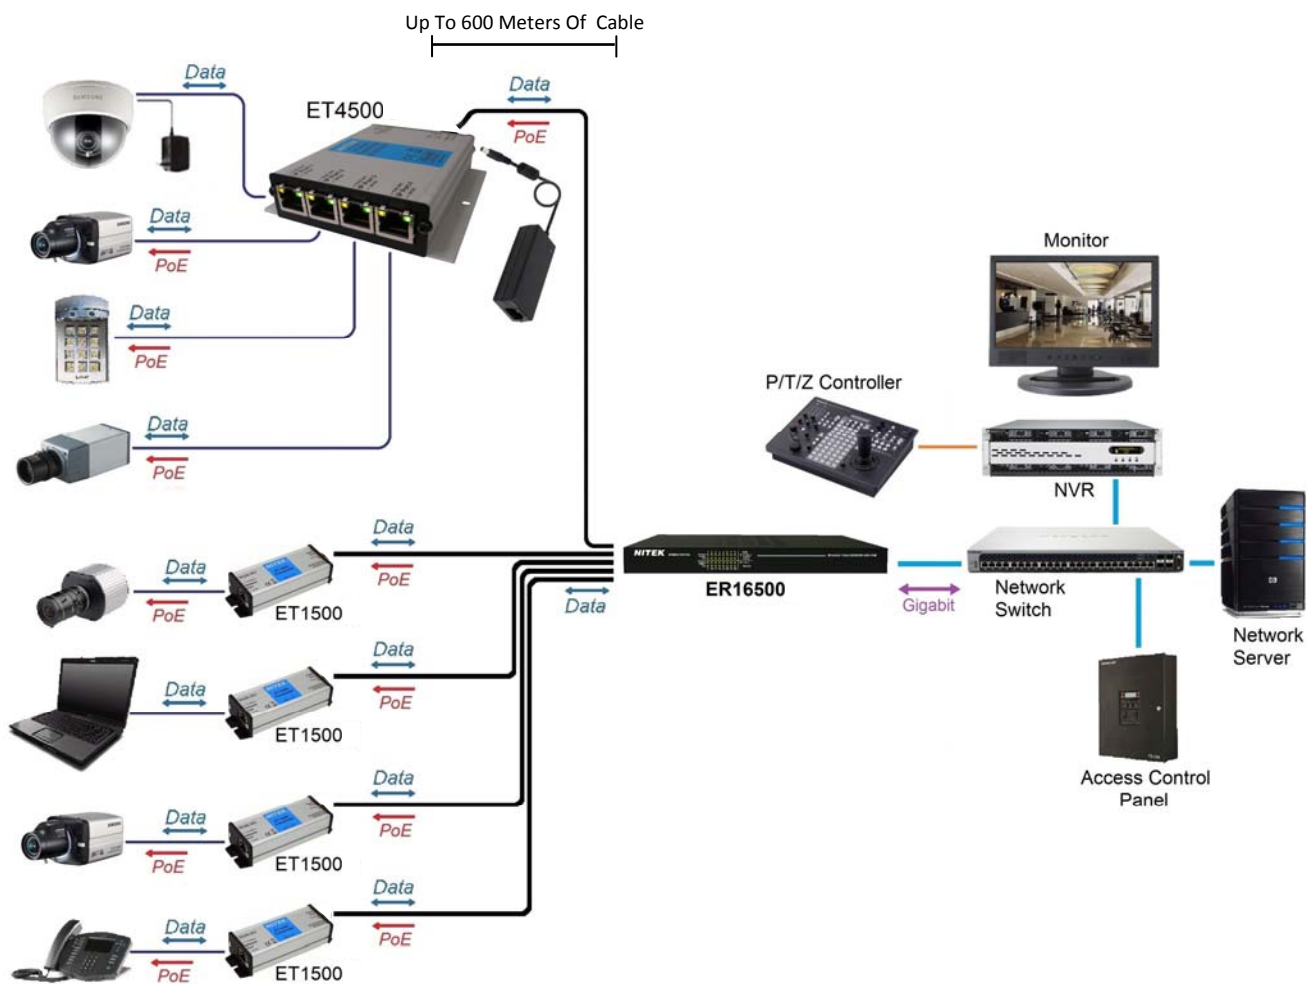 Up To 600 Meters Of Cable
Data
ET4500
Data
PoE
SAMSUNG
Data
PoE
Data
PoE
Data
PoE
Monitor
P/T/Z Controller
NVR
Data
PoE
Data
PoE
ET1500
NITEK
ER16500
Data
Gigabit
Network
Switch
Network
Server
Data
PoE
Data
ET1500
Access Control
Panel
Data
PoE
Data
PoE
ET1500
Data
PoE
Data
PoE
ET1500